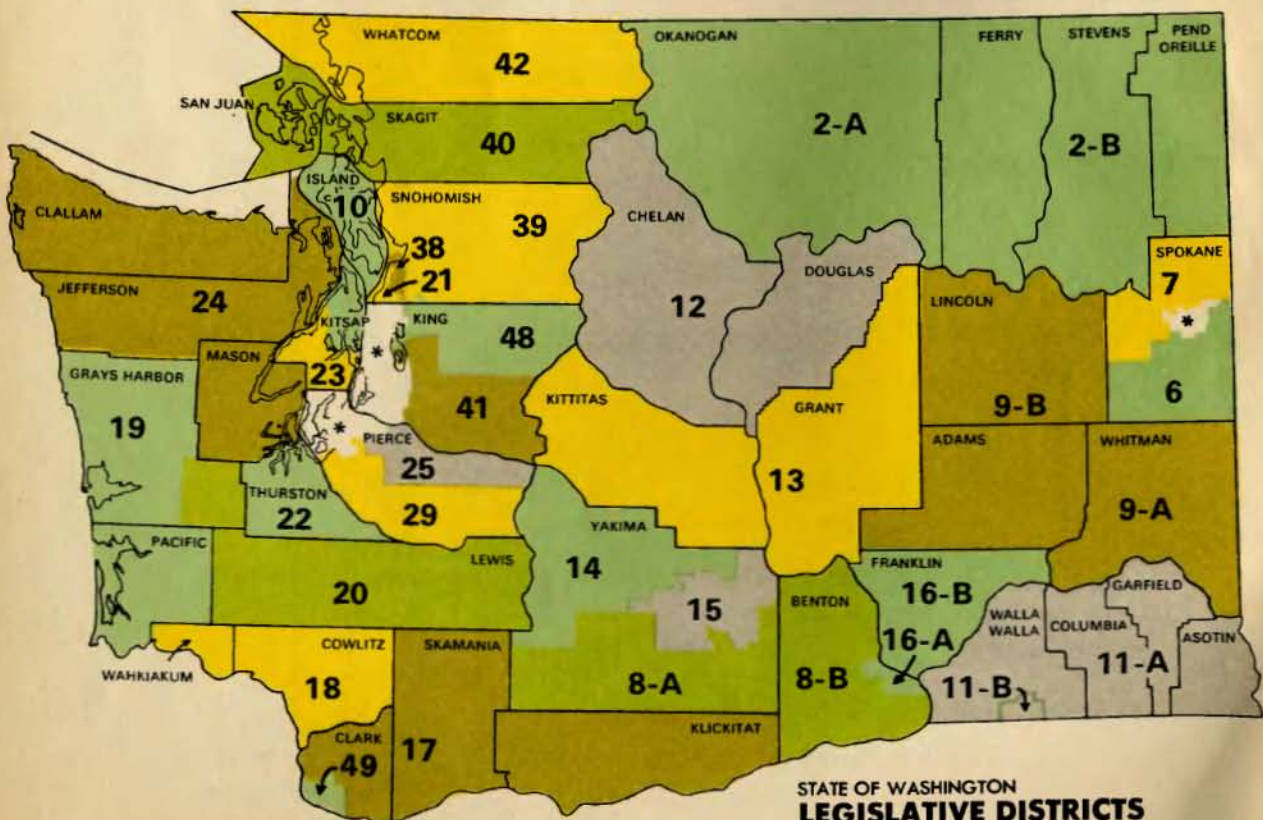 WHATCOM
42
OKANOGAN
FERRY
STEVENS
PEND
OREILLE
SAN JUAN
SKAGIT
40
2-A
2-B
ISLAND
10
SNOHOMISH
39
38
21
CLALLAM
CHELAN
DOUGLAS
12
SPOKANE
7
*
6
JEFFERSON
24
KITSAP
23
KING
*
48
41
LINCOLN
9-B
MASON
GRAYS HARBOR
19
KITTITAS
GRANT
13
ADAMS
WHITMAN
9-A
*
PIERCE
25
29
THURSTON
22
YAKIMA
14
15
PACIFIC
LEWIS
20
FRANKLIN
16-B
16-A
BENTON
8-B
WALLA
WALLA
COLUMBIA
GARFIELD
ASOTIN
11-A
11-B
WAHKIAKUM
COWLITZ
18
SKAMANIA
17
8-A
KLICKITAT
CLARK
49
STATE OF WASHINGTON
LEGISLATIVE DISTRICTS